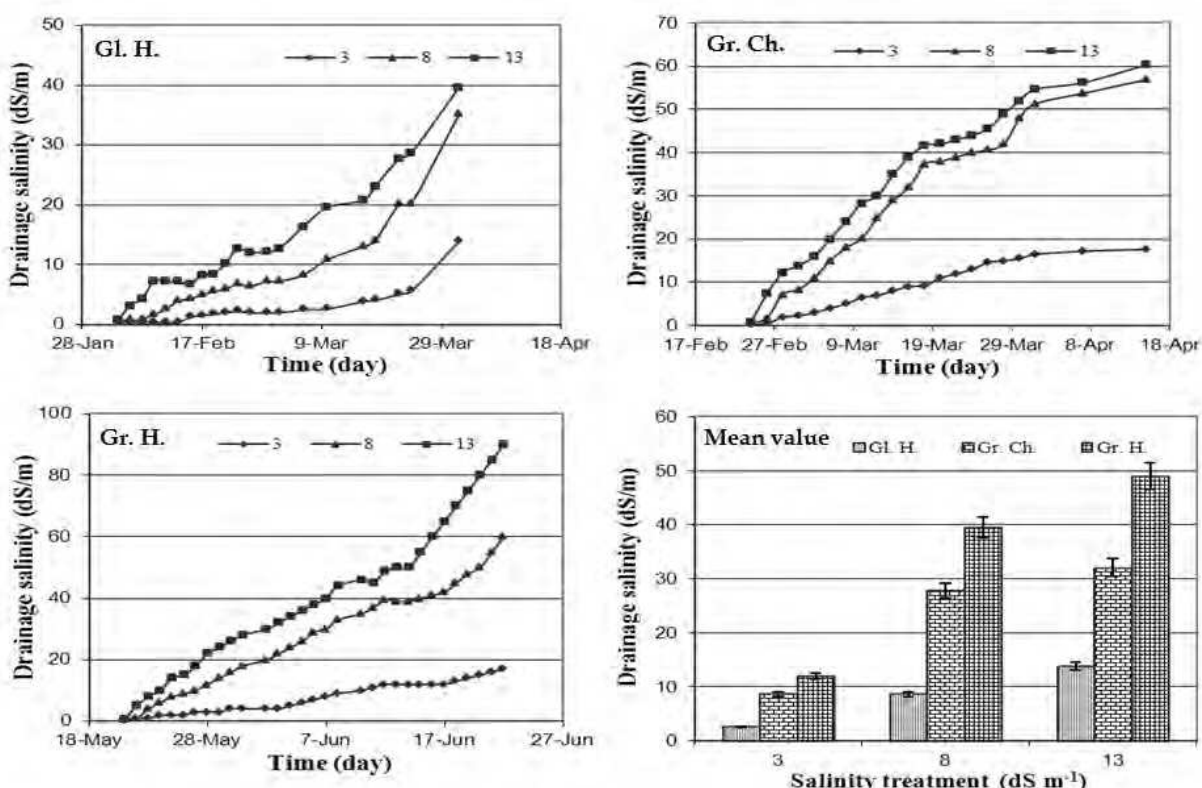 50
40
30
20
10
0
Gl. H.
3 8 13
Drainage salinity (dS/m)
28-Jan 17-Feb 9-Mar 29-Mar 18-Apr
Time (day)
70
60
50
40
30
20
10
0
Gr. Ch.
3 8 13
Drainage salinity (dS/m)
17-Feb 27-Feb 9-Mar 19-Mar 29-Mar 8-Apr 18-Apr
Time (day)
100
80
60
40
20
0
Gr. H.
3 8 13
Drainage salinity (dS/m)
18-May 28-May 7-Jun 17-Jun 27-Jun
Time (day)
60
50
40
30
20
10
0
Mean value
Gl. H. Gr. Ch. Gr. H.
Drainage salinity (dS/m)
3 8 13
Salinity treatment (dS m⁻¹)